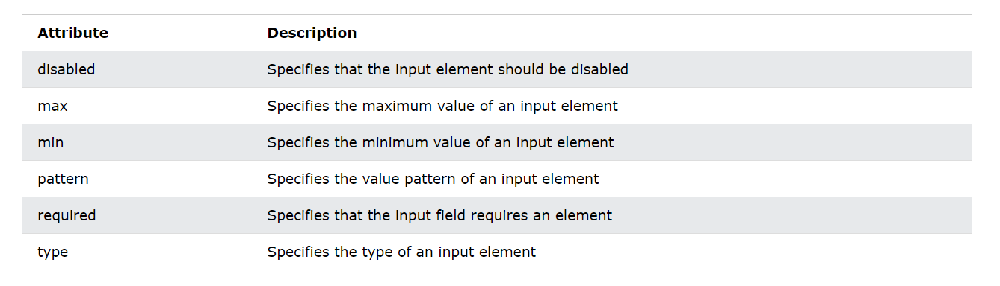 Attribute Description
disabled Specifies that the input element should be disabled
max Specifies the maximum value of an input element
min Specifies the minimum value of an input element
pattern Specifies the value pattern of an input element
required Specifies that the input field requires an element
type Specifies the type of an input element